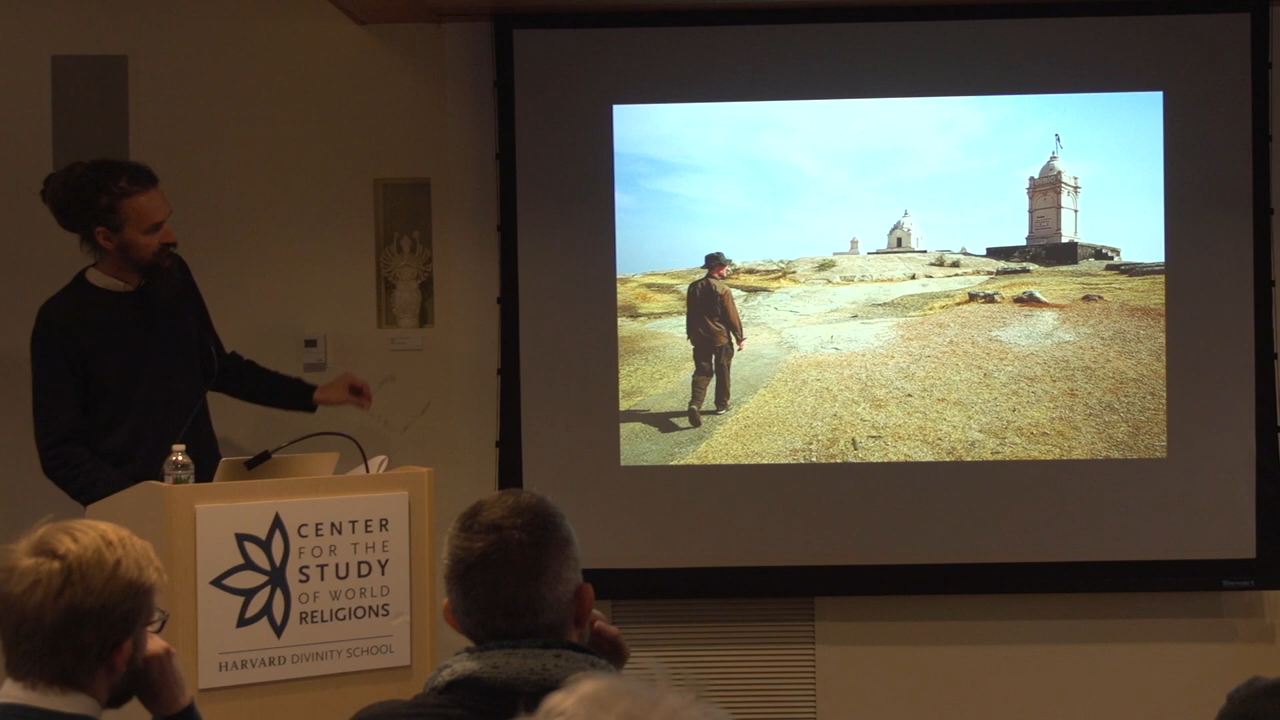 CENTER
FOR THE
STUDY
OF WORLD
RELIGIONS
HARVARD DIVINITY SCHOOL